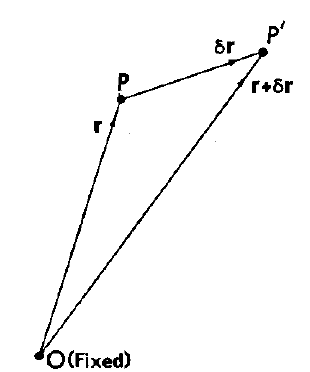 P'
δr
P
r+δr
r
O(Fixed)